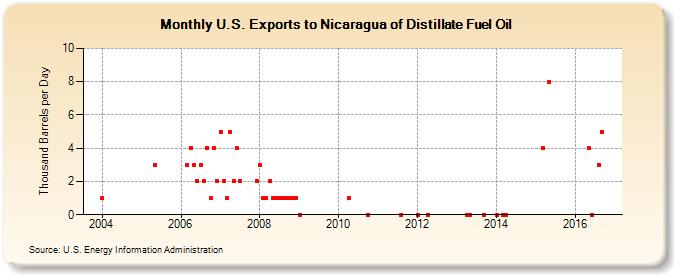 Monthly U.S. Exports to Nicaragua of Distillate Fuel Oil
Thousand Barrels per Day
10
8
6
4
2
0
2004 2006 2008 2010 2012 2014 2016
Source: U.S. Energy Information Administration